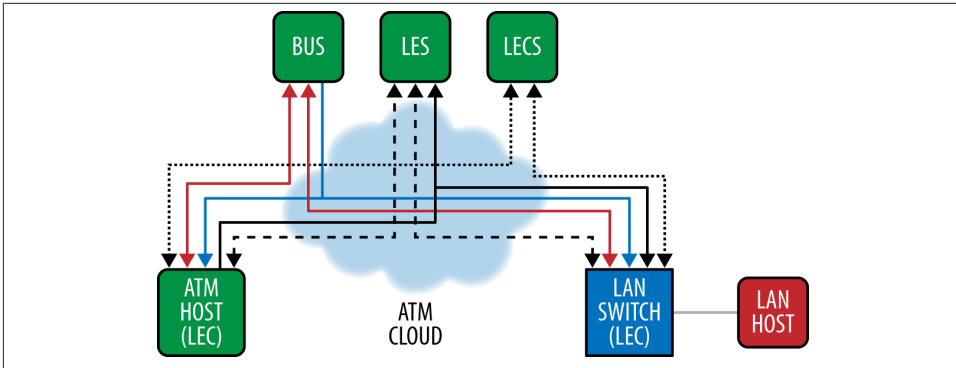 BUS
LES
LECS
ATM
HOST
(LEC)
ATM
CLOUD
LAN
SWITCH
(LEC)
LAN
HOST